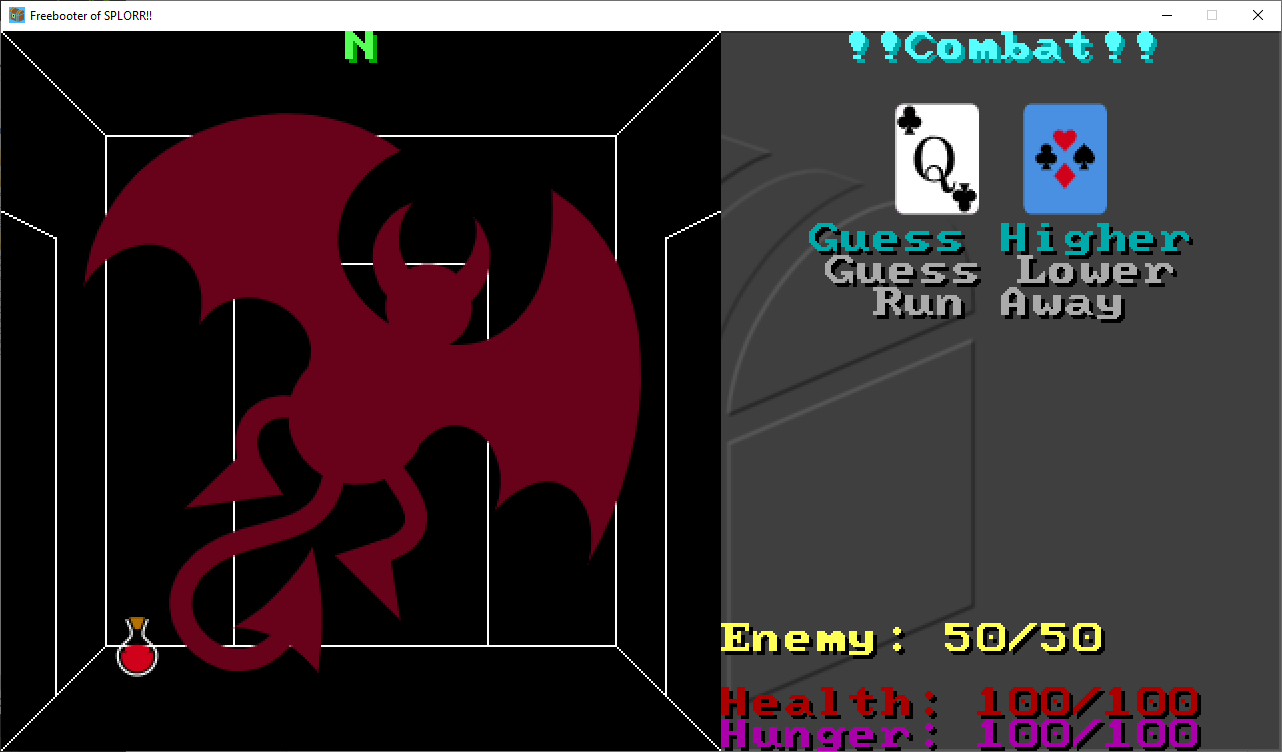 Freebooter of SPLORR!!
N
!!Combat!!
Q
Guess Higher
Guess Lower
Run Away
Enemy: 50/50
Health: 100/100
Hunger: 100/100